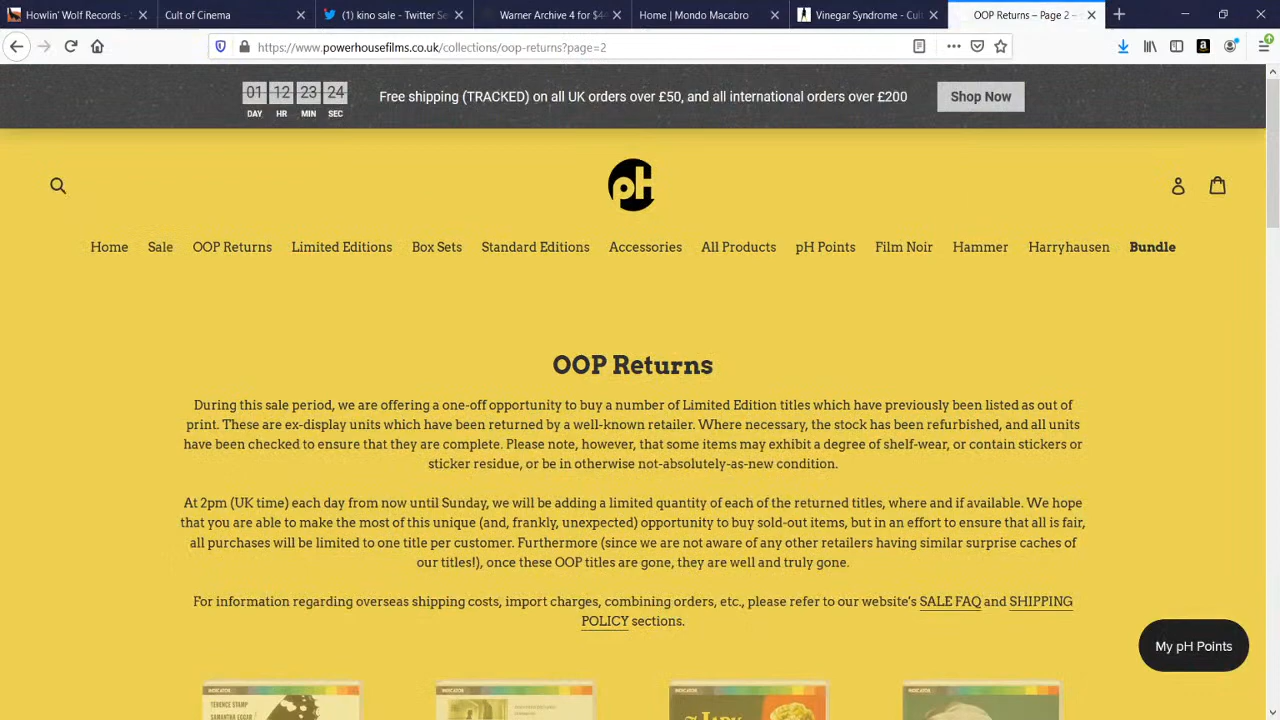 Howlin' Wolf Records -
Cult of Cinema
(1) kino sale - Twitter Se
Warner Archive 4 for $4
Home | Mondo Macabro
Vinegar Syndrome - Cul
OOP Returns – Page 2 –
https://www.powerhousefilms.co.uk/collections/oop-returns?page=2
01 12 23 24
DAY HR MIN SEC
Free shipping (TRACKED) on all UK orders over £50, and all international orders over £200
Shop Now
pH
Home Sale OOP Returns Limited Editions Box Sets Standard Editions Accessories All Products pH Points Film Noir Hammer Harryhausen Bundle
OOP Returns
During this sale period, we are offering a one-off opportunity to buy a number of Limited Edition titles which have previously been listed as out of
print. These are ex-display units which have been returned by a well-known retailer. Where necessary, the stock has been refurbished, and all units
have been checked to ensure that they are complete. Please note, however, that some items may exhibit a degree of shelf-wear, or contain stickers or
sticker residue, or be in otherwise not-absolutely-as-new condition.
At 2pm (UK time) each day from now until Sunday, we will be adding a limited quantity of each of the returned titles, where and if available. We hope
that you are able to make the most of this unique (and, frankly, unexpected) opportunity to buy sold-out items, but in an effort to ensure that all is fair,
all purchases will be limited to one title per customer. Furthermore (since we are not aware of any other retailers having similar surprise caches of
our titles!), once these OOP titles are gone, they are well and truly gone.
For information regarding overseas shipping costs, import charges, combining orders, etc., please refer to our website's SALE FAQ and SHIPPING
POLICY sections.
My pH Points
INDICATOR INDICATOR INDICATOR INDICATOR
TERENCE STAMP
SAMANTHA EGGAR